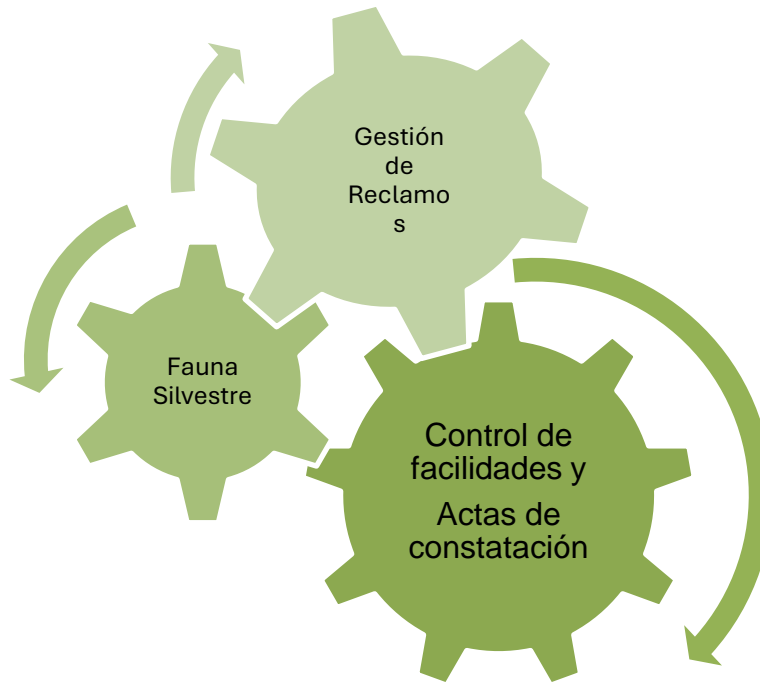 Gestión
de
Reclamo
s
Fauna
Silvestre
Control de
facilidades y
Actas de
constatación